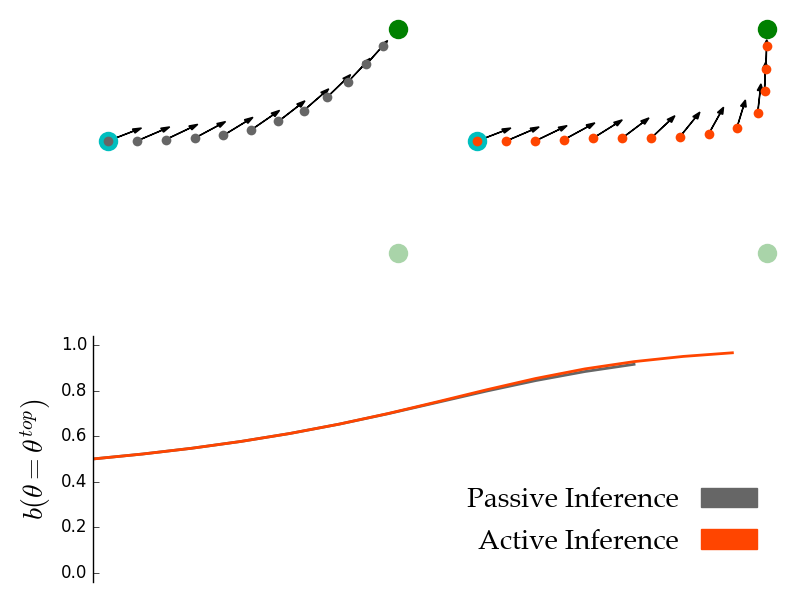 1.0
0.8
0.6
0.4
0.2
0.0
b(θ = θ^{top})
Passive Inference
Active Inference